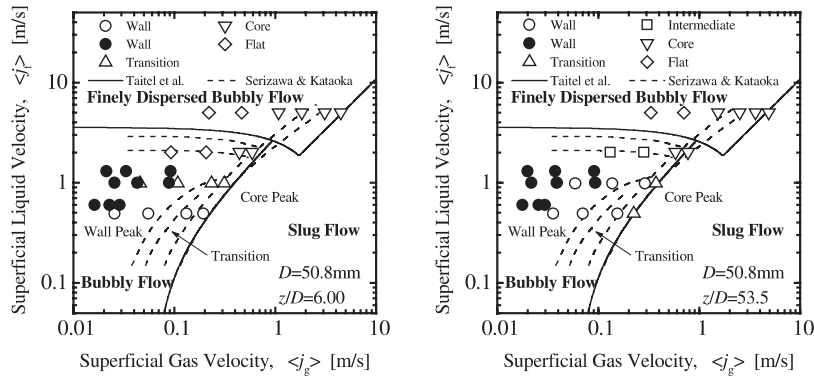 Wall
Core
Wall
Flat
Transition
Taitel et al.
Serizawa & Kataoka
Finely Dispersed Bubbly Flow
Core Peak
Wall Peak
Slug Flow
Transition
Bubbly Flow
D=50.8mm
z/D=6.00
10
1
0.1
0.01
0.1
1
10
Superficial Liquid Velocity, <jf> [m/s]
Superficial Gas Velocity, <jg> [m/s]
Wall
Intermediate
Wall
Core
Transition
Flat
Taitel et al.
Serizawa & Kataoka
Finely Dispersed Bubbly Flow
Core Peak
Wall Peak
Slug Flow
Transition
Bubbly Flow
D=50.8mm
z/D=53.5
10
1
0.1
0.01
0.1
1
10
Superficial Liquid Velocity, <jf> [m/s]
Superficial Gas Velocity, <jg> [m/s]